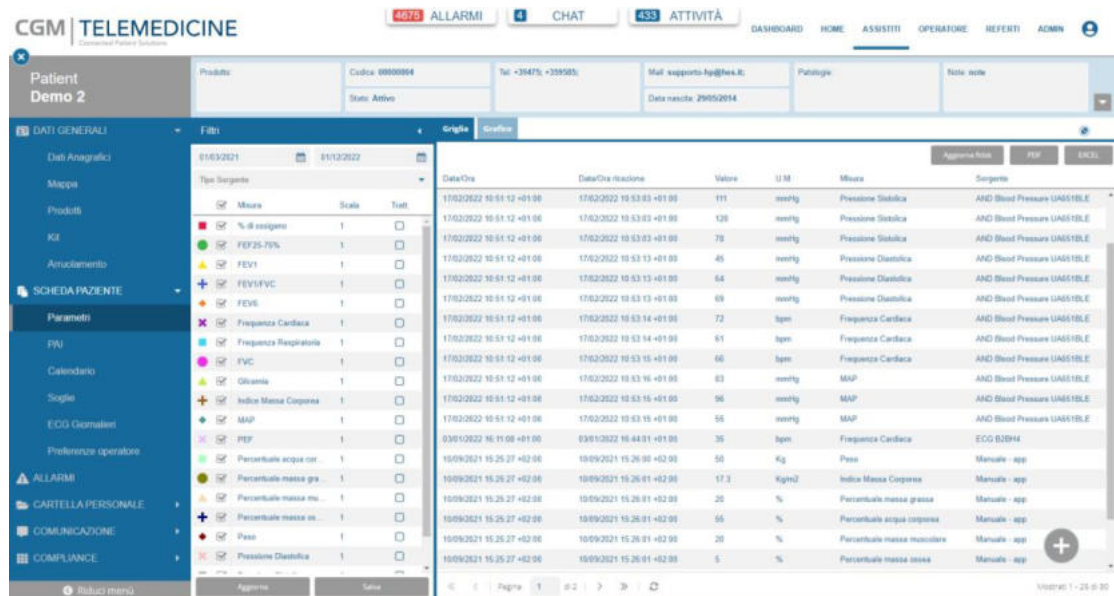 CGM TELEMEDICINE
Connected Patient Solutions
4675 ALLARMI 4 CHAT 433 ATTIVITÀ
DASHBOARD HOME ASSISTITI OPERATORE REFERTI ADMIN
Patient
Demo 2
Prodotto: Codice: 00000004 Tel: +39475; +359585; Mail: supporto-hp@hes.it; Patologie: Note: note
Stato: Attivo Data nascita: 29/05/2014
DATI GENERALI
Dati Anagrafici
Mappa
Prodotti
Kit
Arruolamento
SCHEDA PAZIENTE
Parametri
PAI
Calendario
Soglie
ECG Giornalieri
Preferenze operatore
ALLARMI
CARTELLA PERSONALE
COMUNICAZIONE
COMPLIANCE
Riduci menù
Filtri
01/03/2021 01/12/2022
Tipo Sorgente
Misura Scala Tratt.
% di ossigeno 1
FEF25-75% 1
FEV1 1
FEV1/FVC 1
FEV6 1
Frequenza Cardiaca 1
Frequenza Respiratoria 1
FVC 1
Glicemia 1
Indice Massa Corporea 1
MAP 1
PEF 1
Percentuale acqua cor... 1
Percentuale massa gra... 1
Percentuale massa mu... 1
Percentuale massa os... 1
Peso 1
Pressione Diastolica 1
Aggiorna Salva
Griglia Grafico
PDF EXCEL
Data/Ora Data/Ora ricezione Valore U.M. Misura Sorgente
17/02/2022 10:51:12 +01:00 17/02/2022 10:53:03 +01:00 111 mmHg Pressione Sistolica AND Blood Pressure UA651BLE
17/02/2022 10:51:12 +01:00 17/02/2022 10:53:03 +01:00 120 mmHg Pressione Sistolica AND Blood Pressure UA651BLE
17/02/2022 10:51:12 +01:00 17/02/2022 10:53:03 +01:00 78 mmHg Pressione Sistolica AND Blood Pressure UA651BLE
17/02/2022 10:51:12 +01:00 17/02/2022 10:53:13 +01:00 45 mmHg Pressione Diastolica AND Blood Pressure UA651BLE
17/02/2022 10:51:12 +01:00 17/02/2022 10:53:13 +01:00 64 mmHg Pressione Diastolica AND Blood Pressure UA651BLE
17/02/2022 10:51:12 +01:00 17/02/2022 10:53:13 +01:00 69 mmHg Pressione Diastolica AND Blood Pressure UA651BLE
17/02/2022 10:51:12 +01:00 17/02/2022 10:53:14 +01:00 72 bpm Frequenza Cardiaca AND Blood Pressure UA651BLE
17/02/2022 10:51:12 +01:00 17/02/2022 10:53:14 +01:00 61 bpm Frequenza Cardiaca AND Blood Pressure UA651BLE
17/02/2022 10:51:12 +01:00 17/02/2022 10:53:15 +01:00 60 bpm Frequenza Cardiaca AND Blood Pressure UA651BLE
17/02/2022 10:51:12 +01:00 17/02/2022 10:53:16 +01:00 83 mmHg MAP AND Blood Pressure UA651BLE
17/02/2022 10:51:12 +01:00 17/02/2022 10:53:15 +01:00 96 mmHg MAP AND Blood Pressure UA651BLE
17/02/2022 10:51:12 +01:00 17/02/2022 10:53:15 +01:00 55 mmHg MAP AND Blood Pressure UA651BLE
03/01/2022 16:11:00 +01:00 03/01/2022 16:44:01 +01:00 35 bpm Frequenza Cardiaca ECG B2BH4
10/09/2021 15:25:27 +02:00 10/09/2021 15:26:00 +02:00 50 Kg Peso Manuale - app
10/09/2021 15:25:27 +02:00 10/09/2021 15:26:01 +02:00 17.3 Kg/m2 Indice Massa Corporea Manuale - app
10/09/2021 15:25:27 +02:00 10/09/2021 15:26:01 +02:00 20 % Percentuale massa grassa Manuale - app
10/09/2021 15:25:27 +02:00 10/09/2021 15:26:01 +02:00 55 % Percentuale acqua corporea Manuale - app
10/09/2021 15:25:27 +02:00 10/09/2021 15:26:01 +02:00 20 % Percentuale massa muscolare Manuale - app
10/09/2021 15:25:27 +02:00 10/09/2021 15:26:01 +02:00 5 % Percentuale massa ossea Manuale - app
Pagina 1 di 2 Mostrati 1 - 25 di 30